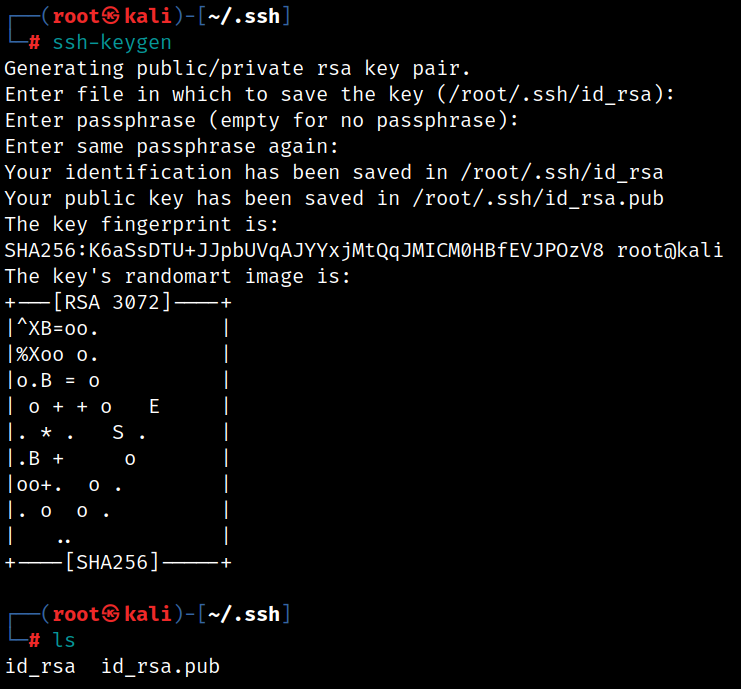 ┌──(root㉿kali)-[~/.ssh]
└─# ssh-keygen
Generating public/private rsa key pair.
Enter file in which to save the key (/root/.ssh/id_rsa):
Enter passphrase (empty for no passphrase):
Enter same passphrase again:
Your identification has been saved in /root/.ssh/id_rsa
Your public key has been saved in /root/.ssh/id_rsa.pub
The key fingerprint is:
SHA256:K6aSsDTU+JJpbUVqAJYYxjMtQqJMICM0HBfEVJPOzV8 root@kali
The key's randomart image is:
+---[RSA 3072]----+
|^XB=oo.          |
|%Xoo o.          |
|o.B = o          |
| o + + o   E     |
|. * .   S .      |
|.B +     o       |
|oo+.  o .        |
|. o  o .         |
|    ..           |
+----[SHA256]-----+
┌──(root㉿kali)-[~/.ssh]
└─# ls
id_rsa  id_rsa.pub